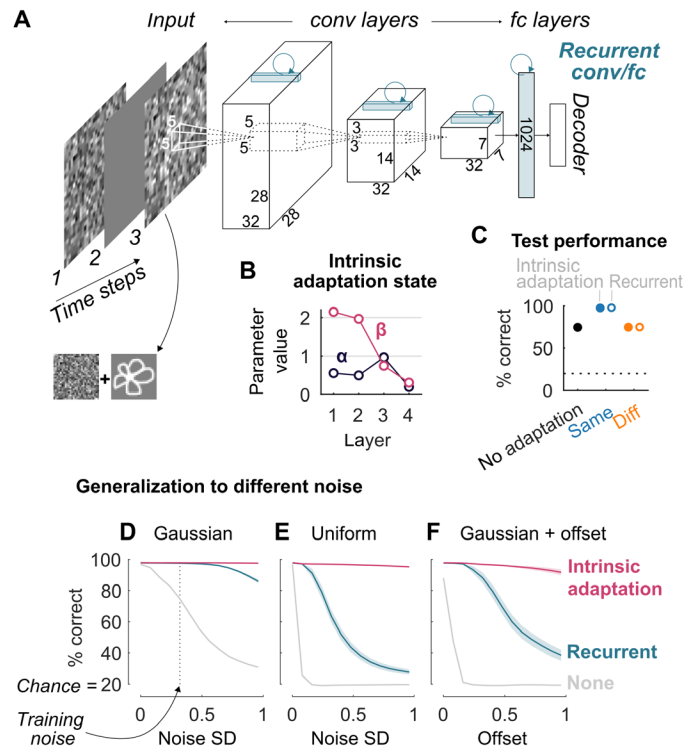 A
Input
conv layers
fc layers
Recurrent
conv/fc
5
5
5
5
28
32
28
3
3
14
32
14
7
32
7
1024
Decoder
1
2
3
Time steps
+
B
Intrinsic
adaptation state
Parameter
value
2
1
0
β
α
1 2 3 4
Layer
C
Test performance
Intrinsic
adaptation Recurrent
% correct
100
50
0
No adaptation
Same
Diff
Generalization to different noise
D Gaussian
E Uniform
F Gaussian + offset
% correct
100
80
60
40
20
Chance =
Training
noise
0 0.5 1
Noise SD
0 0.5 1
Noise SD
0 0.5 1
Offset
Intrinsic
adaptation
Recurrent
None